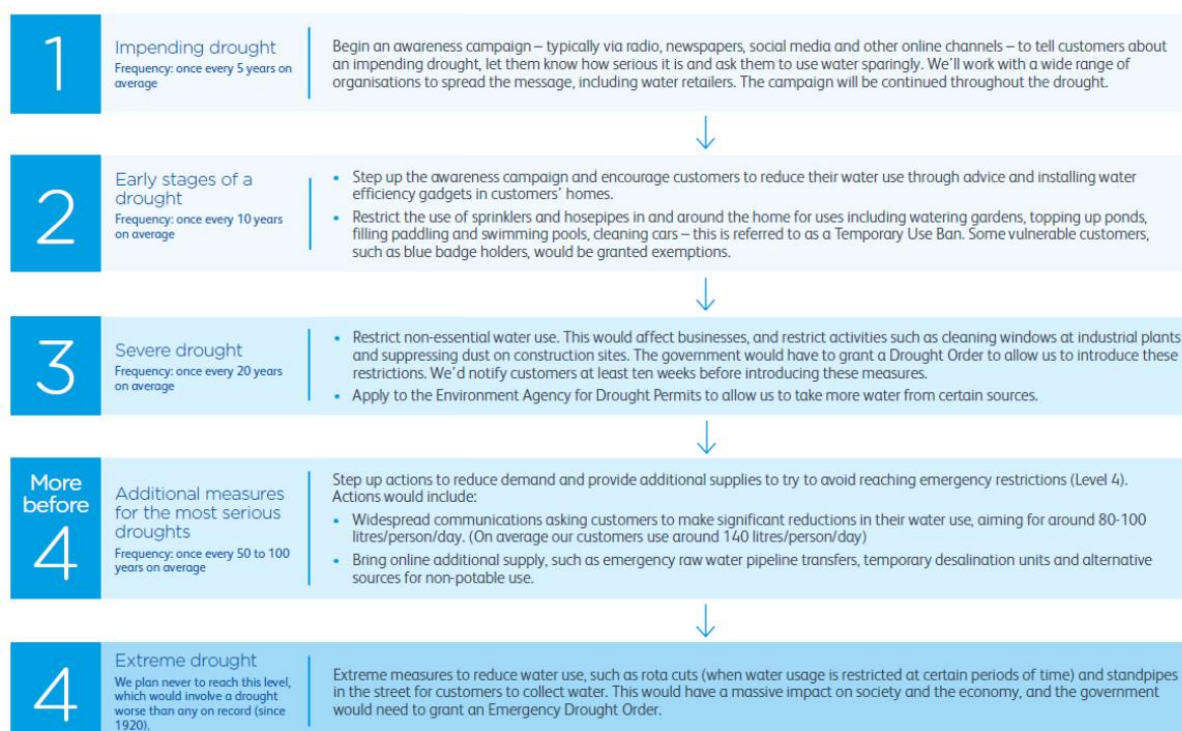 1
Impending drought
Frequency: once every 5 years on
average
Begin an awareness campaign – typically via radio, newspapers, social media and other online channels – to tell customers about
an impending drought, let them know how serious it is and ask them to use water sparingly. We'll work with a wide range of
organisations to spread the message, including water retailers. The campaign will be continued throughout the drought.
2
Early stages of a
drought
Frequency: once every 10 years
on average
• Step up the awareness campaign and encourage customers to reduce their water use through advice and installing water
efficiency gadgets in customers' homes.
• Restrict the use of sprinklers and hosepipes in and around the home for uses including watering gardens, topping up ponds,
filling paddling and swimming pools, cleaning cars – this is referred to as a Temporary Use Ban. Some vulnerable customers,
such as blue badge holders, would be granted exemptions.
3
Severe drought
Frequency: once every 20 years
on average
• Restrict non-essential water use. This would affect businesses, and restrict activities such as cleaning windows at industrial plants
and suppressing dust on construction sites. The government would have to grant a Drought Order to allow us to introduce these
restrictions. We'd notify customers at least ten weeks before introducing these measures.
• Apply to the Environment Agency for Drought Permits to allow us to take more water from certain sources.
More
before
4
Additional measures
for the most serious
droughts
Frequency: once every 50 to 100
years on average
Step up actions to reduce demand and provide additional supplies to try to avoid reaching emergency restrictions (Level 4).
Actions would include:
• Widespread communications asking customers to make significant reductions in their water use, aiming for around 80-100
litres/person/day. (On average our customers use around 140 litres/person/day)
• Bring online additional supply, such as emergency raw water pipeline transfers, temporary desalination units and alternative
sources for non-potable use.
4
Extreme drought
We plan never to reach this level,
which would involve a drought
worse than any on record (since
1920).
Extreme measures to reduce water use, such as rota cuts (when water usage is restricted at certain periods of time) and standpipes
in the street for customers to collect water. This would have a massive impact on society and the economy, and the government
would need to grant an Emergency Drought Order.